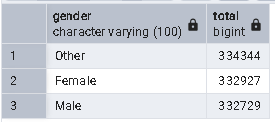 gender total
character varying (100) bigint
1 Other 334344
2 Female 332927
3 Male 332729